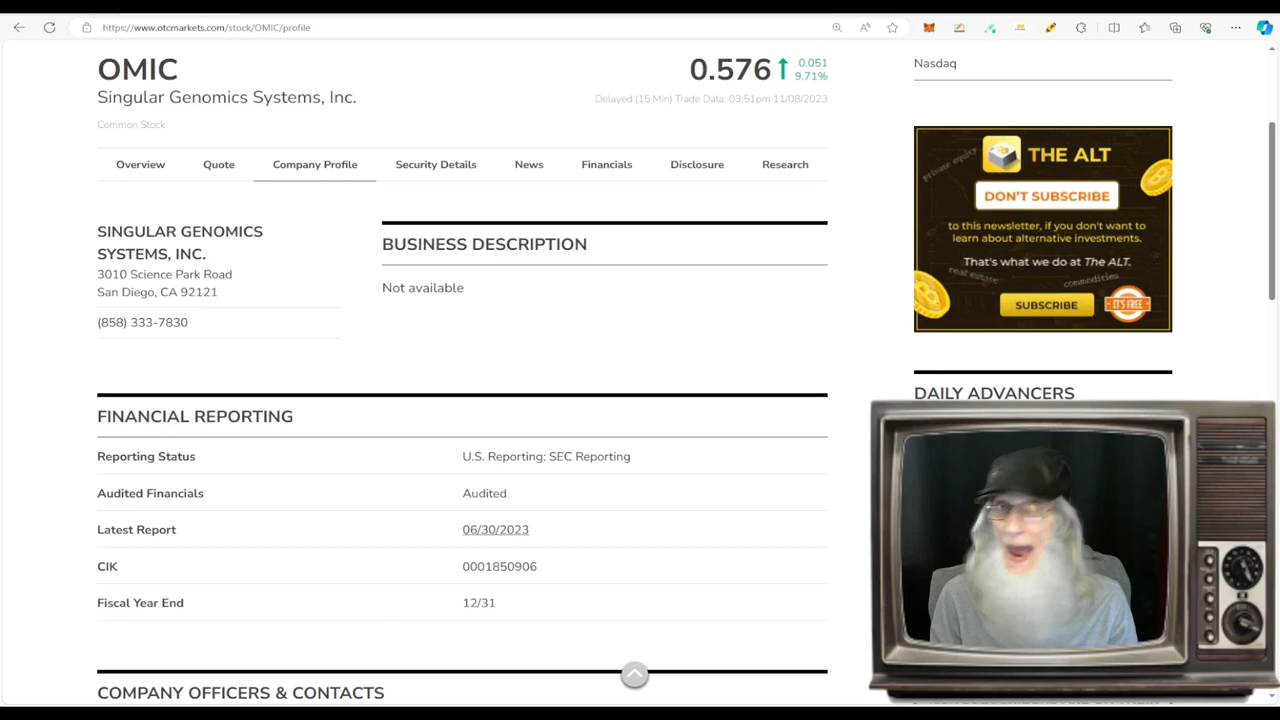 https://www.otcmarkets.com/stock/OMIC/profile
OMIC
0.576
0.051
9.71%
Singular Genomics Systems, Inc.
Delayed (15 Min) Trade Data: 03:51pm 11/08/2023
Common Stock
Overview Quote Company Profile Security Details News Financials Disclosure Research
SINGULAR GENOMICS
SYSTEMS, INC.
3010 Science Park Road
San Diego, CA 92121
(858) 333-7830
BUSINESS DESCRIPTION
Not available
FINANCIAL REPORTING
Reporting Status U.S. Reporting: SEC Reporting
Audited Financials Audited
Latest Report 06/30/2023
CIK 0001850906
Fiscal Year End 12/31
COMPANY OFFICERS & CONTACTS
Nasdaq
private equity
THE ALT
DON'T SUBSCRIBE
to this newsletter, if you don't want to
learn about alternative investments.
That's what we do at The ALT.
real estate
commodities
SUBSCRIBE
IT'S FREE
DAILY ADVANCERS